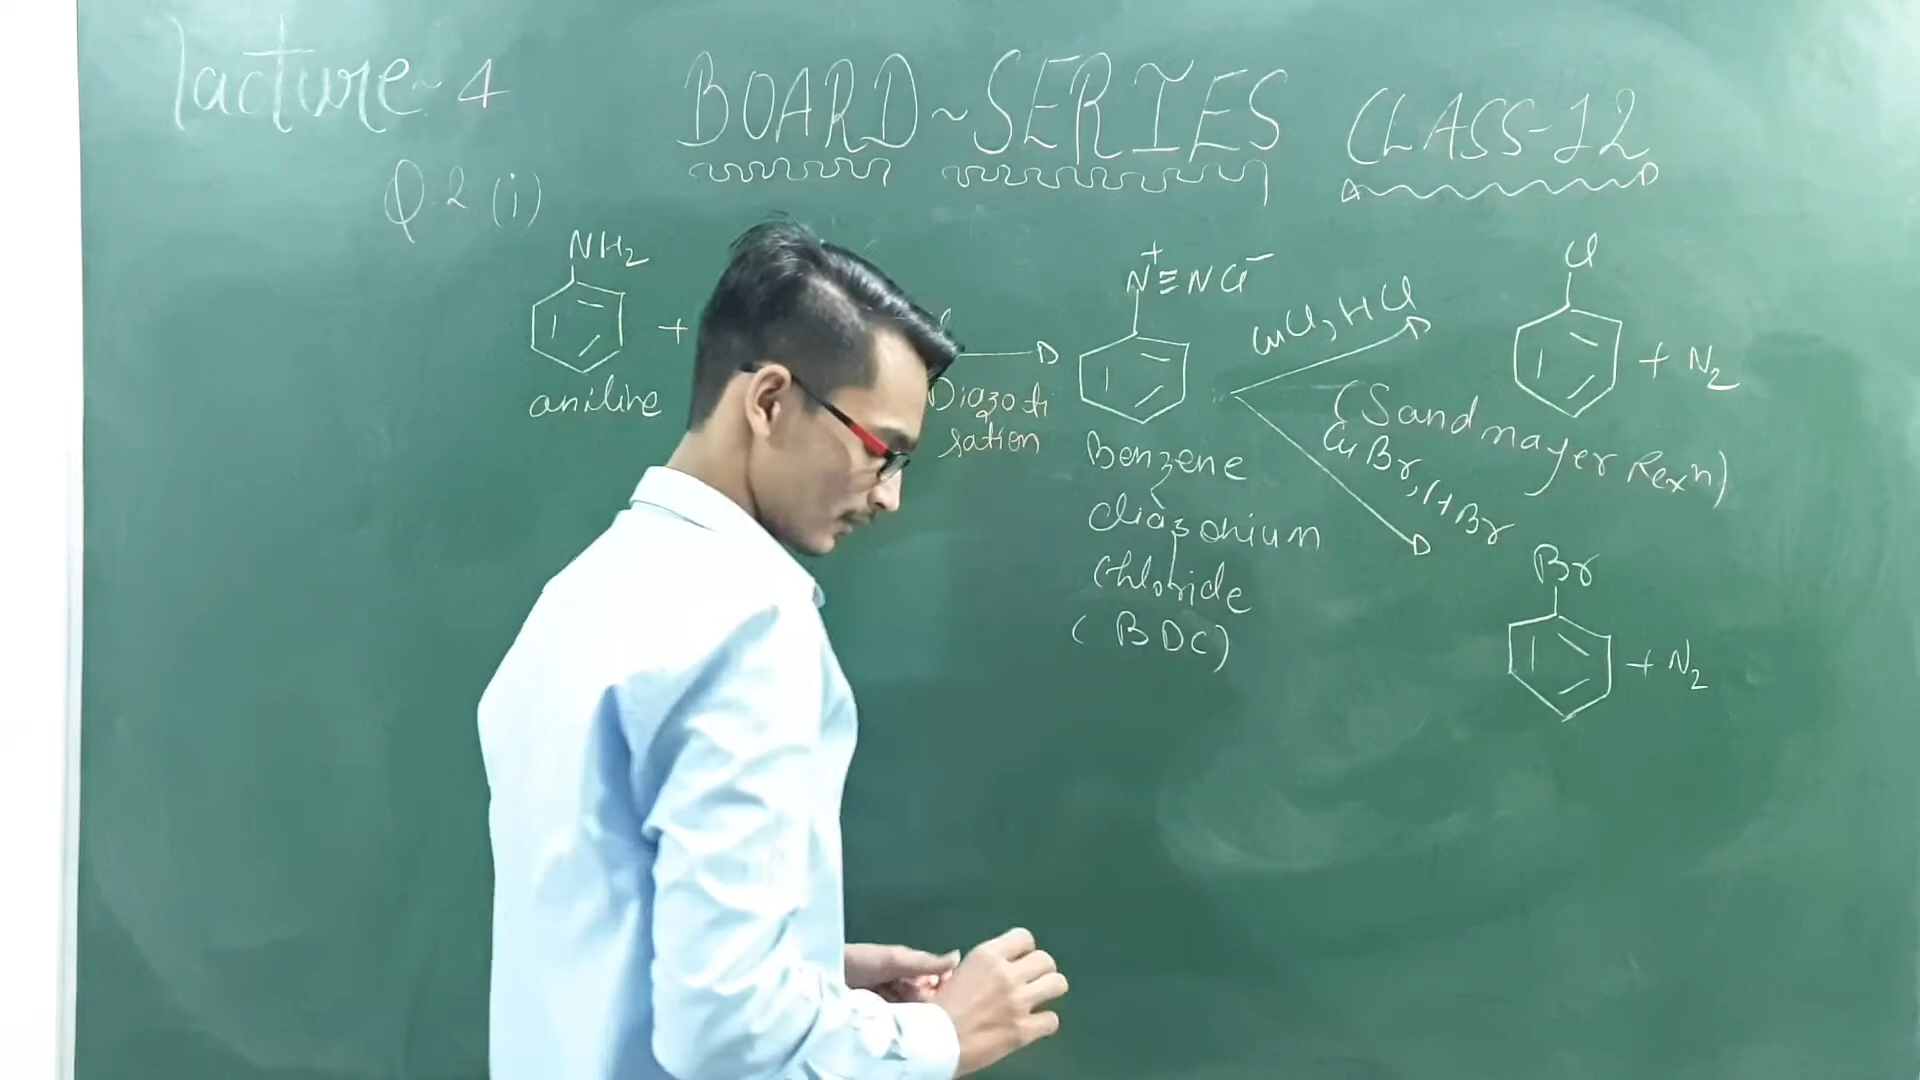 Lacture~4
BOARD~SERIES CLASS-12
Q.2 (i)
NH2
+
aniline
Diazoti
sation
N+≡NCl-
Benzene
diazonium
chloride
(BDC)
CuCl, HCl
(Sandmayer Rexn)
Cl
+ N2
CuBr, HBr
Br
+ N2